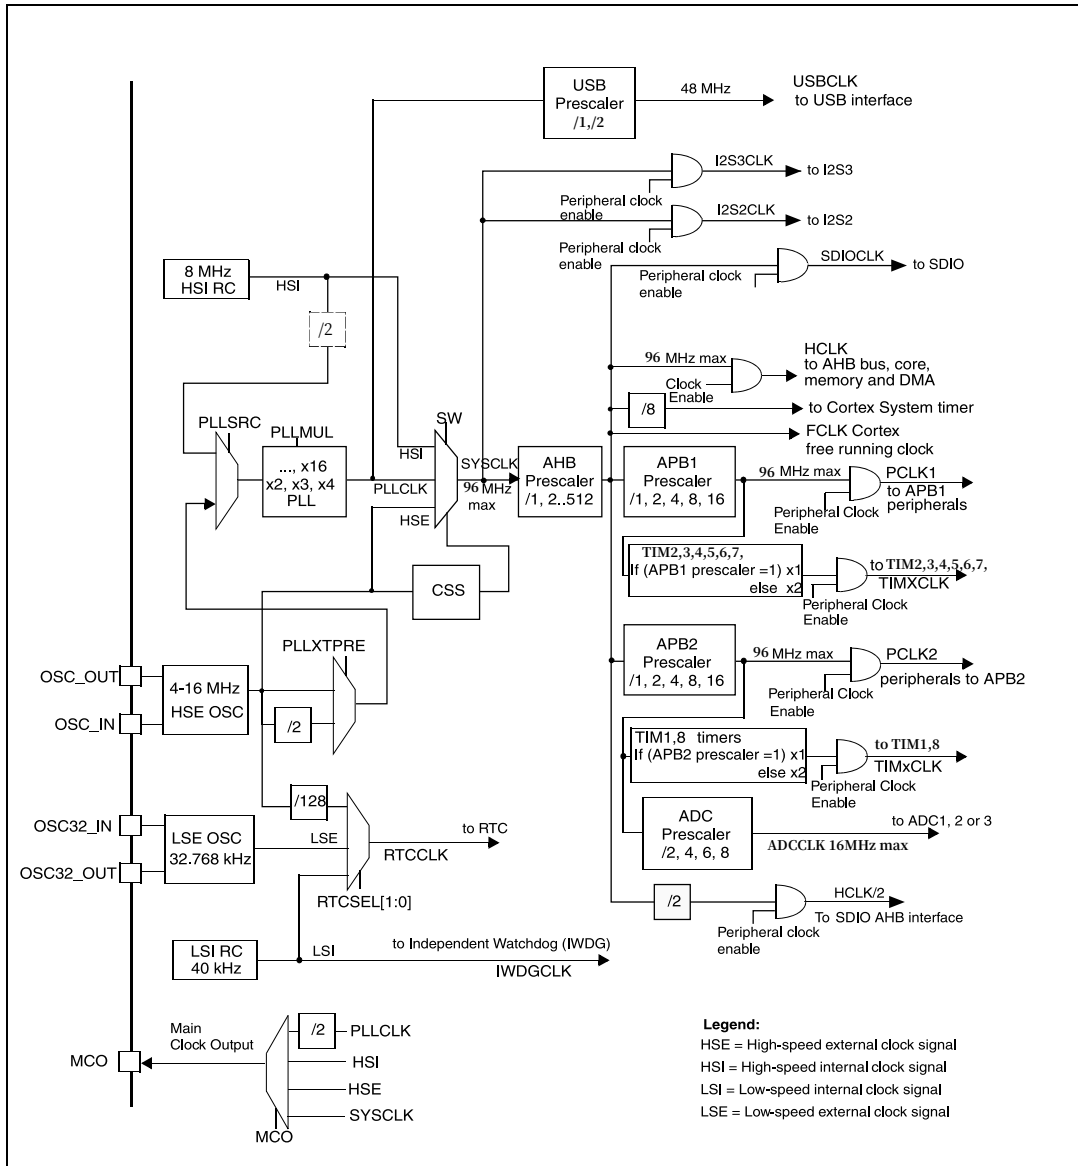 USB
Prescaler
/1,/2
48 MHz
USBCLK
to USB interface
I2S3CLK
to I2S3
Peripheral clock
enable
I2S2CLK
to I2S2
Peripheral clock
enable
SDIOCLK
to SDIO
Peripheral clock
enable
8 MHz
HSI RC
HSI
/2
96 MHz max
HCLK
to AHB bus, core,
memory and DMA
Clock
Enable
/8
to Cortex System timer
FCLK Cortex
free running clock
PLLSRC
PLLMUL
..., x16
x2, x3, x4
PLL
SW
HSI
PLLCLK
HSE
SYSCLK
96 MHz
max
AHB
Prescaler
/1, 2..512
APB1
Prescaler
/1, 2, 4, 8, 16
96 MHz max
PCLK1
to APB1
peripherals
Peripheral Clock
Enable
TIM2,3,4,5,6,7,
If (APB1 prescaler =1) x1
else x2
to TIM2,3,4,5,6,7,
TIMXCLK
Peripheral Clock
Enable
CSS
PLLXTPRE
OSC_OUT
OSC_IN
4-16 MHz
HSE OSC
/2
APB2
Prescaler
/1, 2, 4, 8, 16
96 MHz max
PCLK2
peripherals to APB2
Peripheral Clock
Enable
TIM1,8 timers
If (APB2 prescaler =1) x1
else x2
to TIM1,8
TIMxCLK
Peripheral Clock
Enable
/128
OSC32_IN
OSC32_OUT
LSE OSC
32.768 kHz
LSE
to RTC
RTCCLK
RTCSEL[1:0]
ADC
Prescaler
/2, 4, 6, 8
to ADC1, 2 or 3
ADCCLK 16MHz max
/2
HCLK/2
To SDIO AHB interface
Peripheral clock
enable
LSI RC
40 kHz
LSI
to Independent Watchdog (IWDG)
IWDGCLK
MCO
Main
Clock Output
/2
PLLCLK
HSI
HSE
SYSCLK
MCO
Legend:
HSE = High-speed external clock signal
HSI = High-speed internal clock signal
LSI = Low-speed internal clock signal
LSE = Low-speed external clock signal